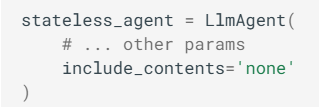 stateless_agent = LlmAgent(
    # ... other params
    include_contents='none'
)